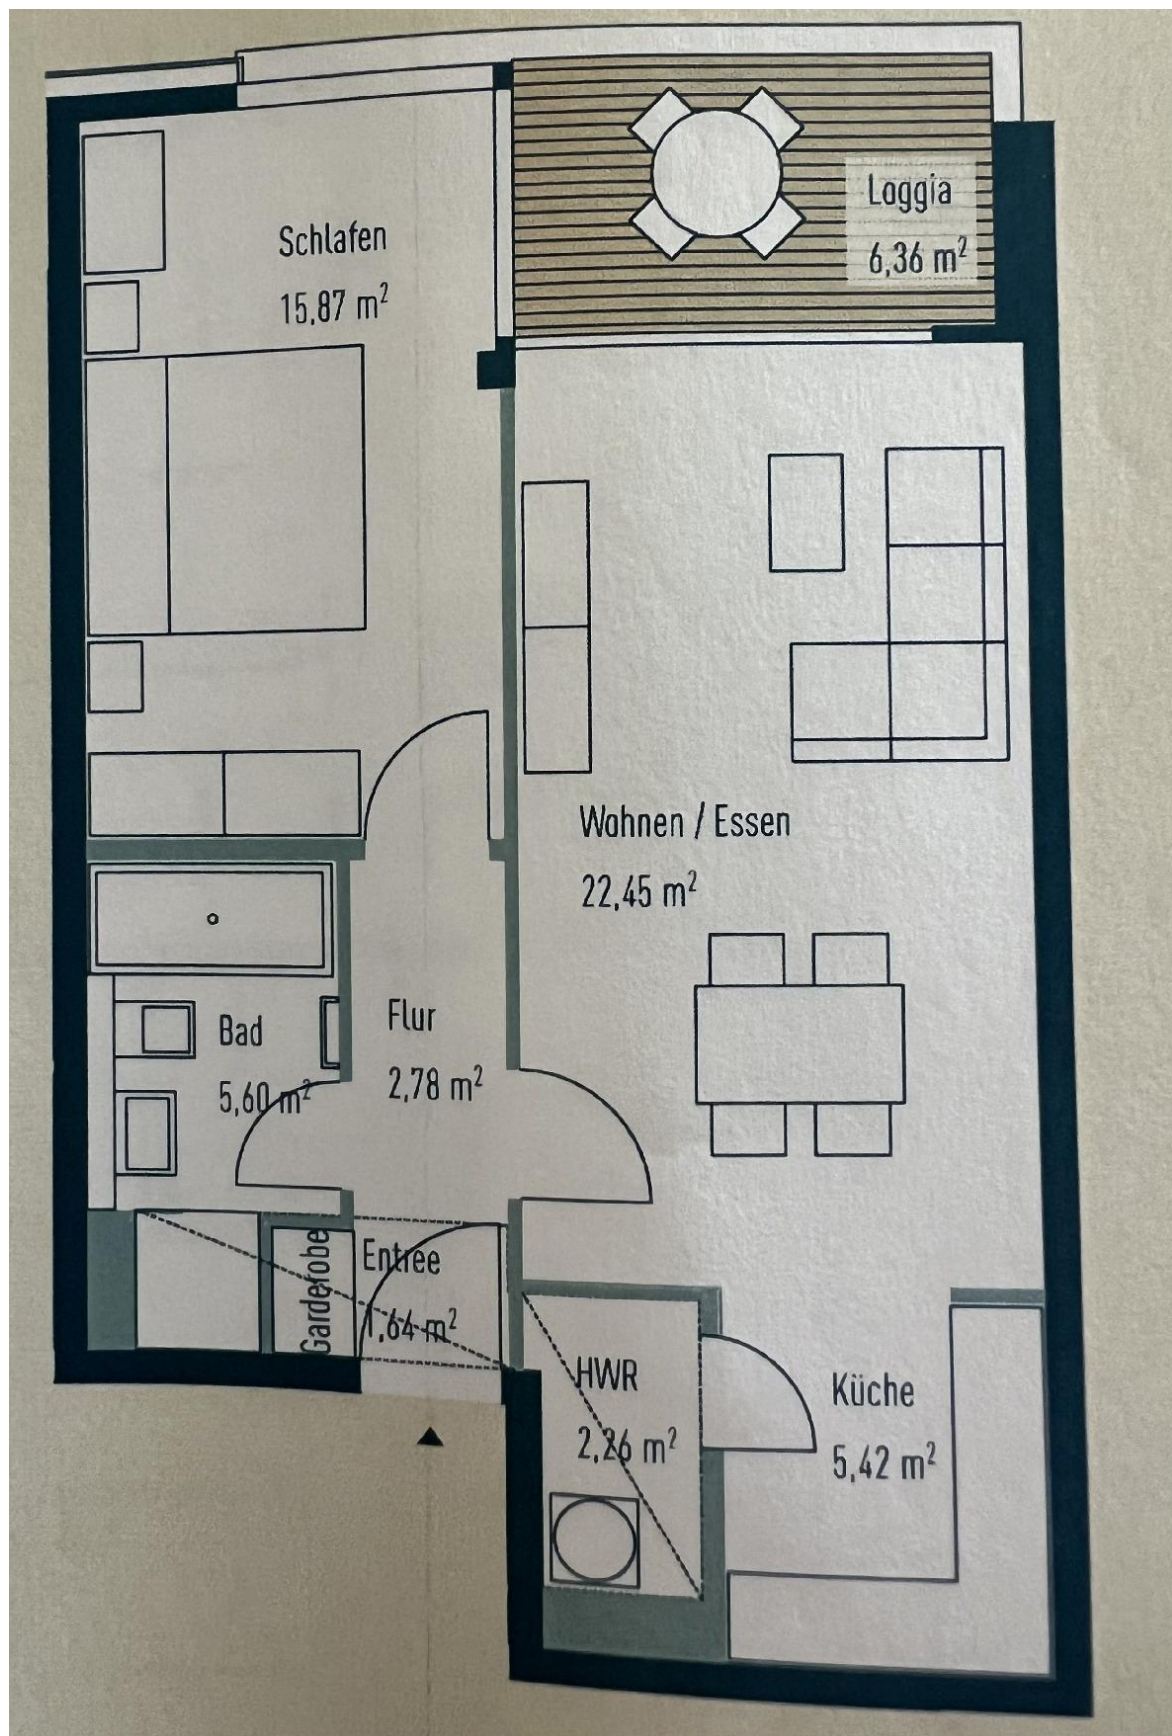 Schlafen
15,87 m²
Loggia
6,36 m²
Wohnen / Essen
22,45 m²
Bad
5,60 m²
Flur
2,78 m²
Garderobe
Entree
1,64 m²
HWR
2,26 m²
Küche
5,42 m²